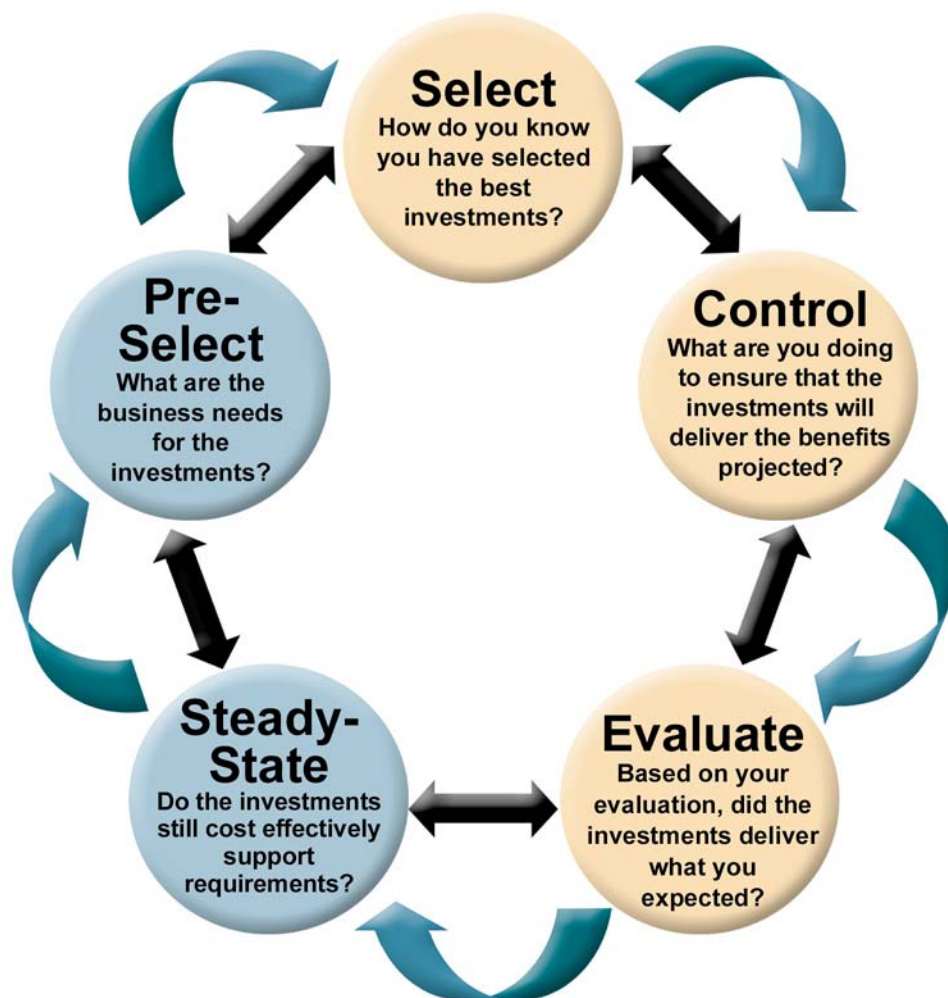 Select
How do you know
you have selected
the best
investments?
Pre-
Select
What are the
business needs
for the
investments?
Control
What are you doing
to ensure that the
investments will
deliver the benefits
projected?
Steady-
State
Do the investments
still cost effectively
support
requirements?
Evaluate
Based on your
evaluation, did the
investments deliver
what you
expected?